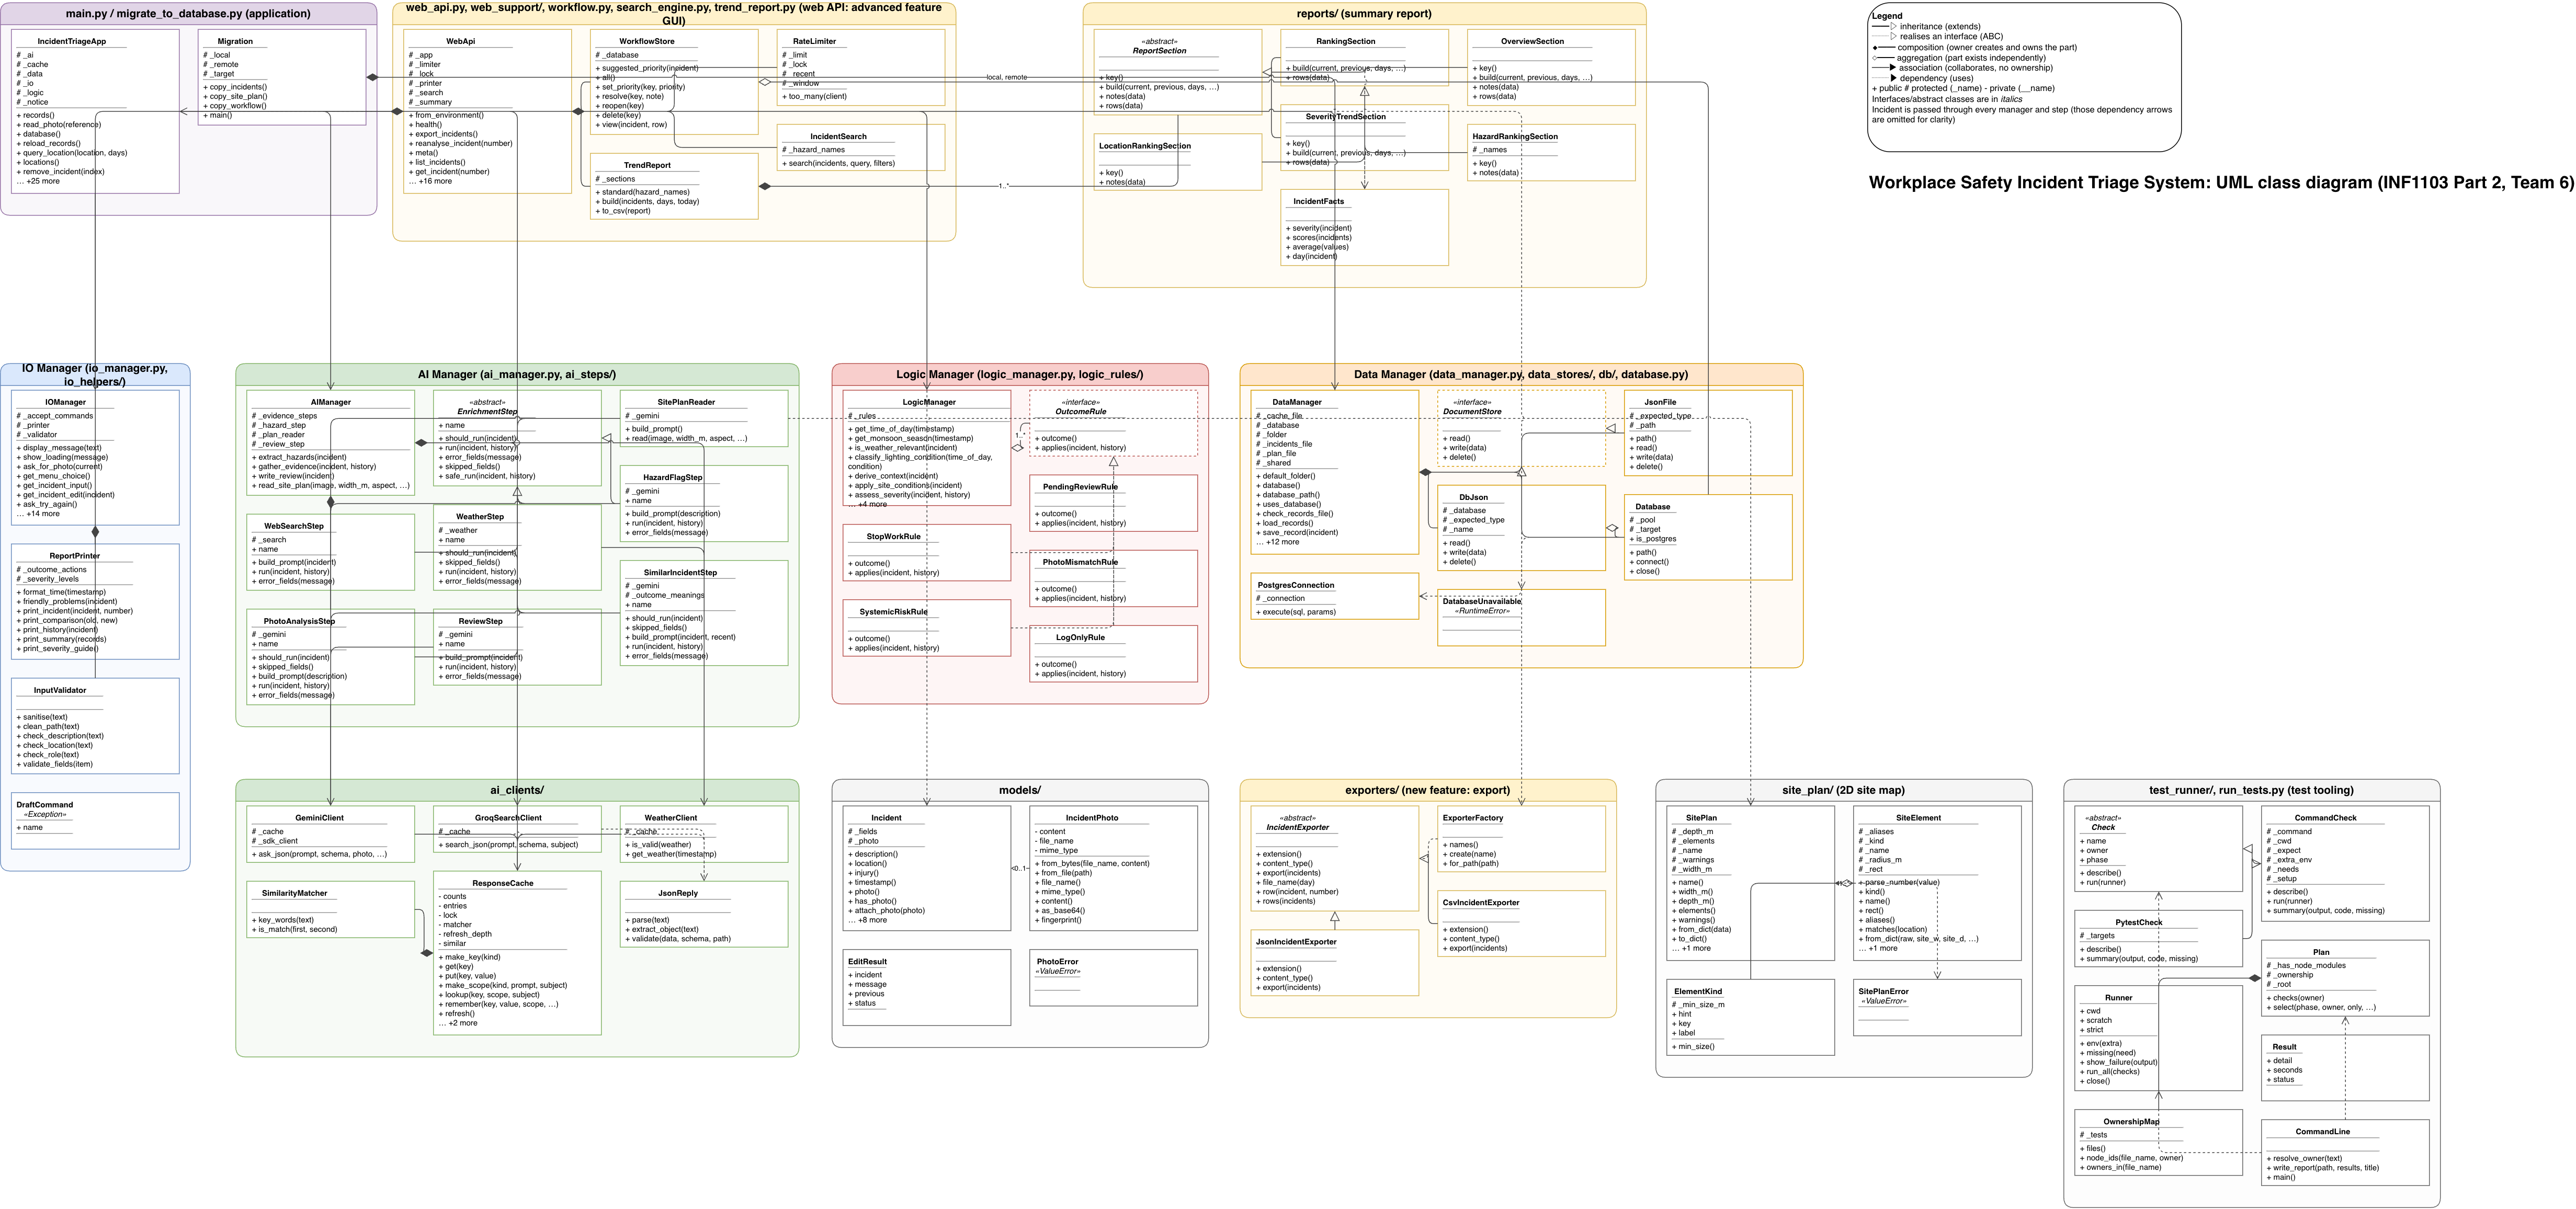 main.py / migrate_to_database.py (application)
IncidentTriageApp
# _ai
# _cache
# _data
# _io
# _logic
# _notice
+ records()
+ read_photo(reference)
+ database()
+ reload_records()
+ query_location(location, days)
+ locations()
+ remove_incident(index)
… +25 more
Migration
# _local
# _remote
# _target
+ copy_incidents()
+ copy_site_plan()
+ copy_workflow()
+ main()
web_api.py, web_support/, workflow.py, search_engine.py, trend_report.py (web API: advanced feature
GUI)
WebApi
# _app
# _limiter
# _lock
# _printer
# _search
# _summary
+ from_environment()
+ health()
+ export_incidents()
+ reanalyse_incident(number)
+ meta()
+ list_incidents()
+ get_incident(number)
… +16 more
WorkflowStore
# _database
+ suggested_priority(incident)
+ all()
+ set_priority(key, priority)
+ resolve(key, note)
+ reopen(key)
+ delete(key)
+ view(incident, row)
TrendReport
# _sections
+ standard(hazard_names)
+ build(incidents, days, today)
+ to_csv(report)
RateLimiter
# _limit
# _lock
# _recent
# _window
+ too_many(client)
IncidentSearch
# _hazard_names
+ search(incidents, query, filters)
local, remote
1..*
reports/ (summary report)
«abstract»
ReportSection
+ key()
+ build(current, previous, days, …)
+ notes(data)
+ rows(data)
LocationRankingSection
+ key()
+ notes(data)
RankingSection
+ build(current, previous, days, …)
+ rows(data)
SeverityTrendSection
+ key()
+ build(current, previous, days, …)
+ rows(data)
IncidentFacts
+ severity(incident)
+ scores(incidents)
+ average(values)
+ day(incident)
OverviewSection
+ key()
+ build(current, previous, days, …)
+ notes(data)
+ rows(data)
HazardRankingSection
# _names
+ key()
+ notes(data)
Legend
inheritance (extends)
realises an interface (ABC)
composition (owner creates and owns the part)
aggregation (part exists independently)
association (collaborates, no ownership)
dependency (uses)
+ public # protected (_name) - private (__name)
Interfaces/abstract classes are in italics
Incident is passed through every manager and step (those dependency arrows
are omitted for clarity)
Workplace Safety Incident Triage System: UML class diagram (INF1103 Part 2, Team 6)
IO Manager (io_manager.py,
io_helpers/)
IOManager
# _accept_commands
# _printer
# _validator
+ display_message(text)
+ show_loading(message)
+ ask_for_photo(current)
+ get_menu_choice()
+ get_incident_input()
+ get_incident_edit(incident)
+ ask_try_again()
… +14 more
ReportPrinter
# _outcome_actions
# _severity_levels
+ format_time(timestamp)
+ friendly_problems(incident)
+ print_incident(incident, number)
+ print_comparison(old, new)
+ print_history(incident)
+ print_summary(records)
+ print_severity_guide()
InputValidator
+ sanitise(text)
+ clean_path(text)
+ check_description(text)
+ check_location(text)
+ check_role(text)
+ validate_fields(item)
DraftCommand
«Exception»
+ name
AI Manager (ai_manager.py, ai_steps/)
AIManager
# _evidence_steps
# _hazard_step
# _plan_reader
# _review_step
+ extract_hazards(incident)
+ gather_evidence(incident, history)
+ write_review(incident)
+ read_site_plan(image, width_m, aspect, …)
WebSearchStep
# _search
+ name
+ build_prompt(incident)
+ run(incident, history)
+ error_fields(message)
PhotoAnalysisStep
# _gemini
+ name
+ should_run(incident)
+ skipped_fields()
+ build_prompt(description)
+ run(incident, history)
+ error_fields(message)
«abstract»
EnrichmentStep
+ name
+ should_run(incident)
+ run(incident, history)
+ error_fields(message)
+ skipped_fields()
+ safe_run(incident, history)
WeatherStep
# _weather
+ name
+ should_run(incident)
+ skipped_fields()
+ run(incident, history)
+ error_fields(message)
ReviewStep
# _gemini
+ name
+ build_prompt(incident)
+ run(incident, history)
+ error_fields(message)
SitePlanReader
# _gemini
+ build_prompt()
+ read(image, width_m, aspect, …)
HazardFlagStep
# _gemini
+ name
+ build_prompt(description)
+ run(incident, history)
+ error_fields(message)
SimilarIncidentStep
# _gemini
# _outcome_meanings
+ name
+ should_run(incident)
+ skipped_fields()
+ build_prompt(incident, recent)
+ run(incident, history)
+ error_fields(message)
Logic Manager (logic_manager.py, logic_rules/)
LogicManager
# _rules
+ get_time_of_day(timestamp)
+ get_monsoon_season(timestamp)
+ is_weather_relevant(incident)
+ classify_lighting_condition(time_of_day,
condition)
+ derive_context(incident)
+ apply_site_conditions(incident)
+ assess_severity(incident, history)
… +4 more
StopWorkRule
+ outcome()
+ applies(incident, history)
SystemicRiskRule
+ outcome()
+ applies(incident, history)
1..*
«interface»
OutcomeRule
+ outcome()
+ applies(incident, history)
PendingReviewRule
+ outcome()
+ applies(incident, history)
PhotoMismatchRule
+ outcome()
+ applies(incident, history)
LogOnlyRule
+ outcome()
+ applies(incident, history)
Data Manager (data_manager.py, data_stores/, db/, database.py)
DataManager
# _cache_file
# _database
# _folder
# _incidents_file
# _plan_file
# _shared
+ default_folder()
+ database()
+ database_path()
+ uses_database()
+ check_records_file()
+ load_records()
+ save_record(incident)
… +12 more
PostgresConnection
# _connection
+ execute(sql, params)
«interface»
DocumentStore
+ read()
+ write(data)
+ delete()
DbJson
# _database
# _expected_type
# _name
+ read()
+ write(data)
+ delete()
DatabaseUnavailable
«RuntimeError»
JsonFile
# _expected_type
# _path
+ path()
+ read()
+ write(data)
+ delete()
Database
# _pool
# _target
+ is_postgres
+ path()
+ connect()
+ close()
ai_clients/
GeminiClient
# _cache
# _sdk_client
+ ask_json(prompt, schema, photo, …)
SimilarityMatcher
+ key_words(text)
+ is_match(first, second)
GroqSearchClient
# _cache
+ search_json(prompt, schema, subject)
ResponseCache
- counts
- entries
- lock
- matcher
- refresh_depth
- similar
+ make_key(kind)
+ get(key)
+ put(key, value)
+ make_scope(kind, prompt, subject)
+ lookup(key, scope, subject)
+ remember(key, value, scope, …)
+ refresh()
… +2 more
WeatherClient
# _cache
+ is_valid(weather)
+ get_weather(timestamp)
JsonReply
+ parse(text)
+ extract_object(text)
+ validate(data, schema, path)
models/
Incident
# _fields
# _photo
+ description()
+ location()
+ injury()
+ timestamp()
+ photo()
+ has_photo()
+ attach_photo(photo)
… +8 more
EditResult
+ incident
+ message
+ previous
+ status
0..1
IncidentPhoto
- content
- file_name
- mime_type
+ from_bytes(file_name, content)
+ from_file(path)
+ file_name()
+ mime_type()
+ content()
+ as_base64()
+ fingerprint()
PhotoError
«ValueError»
exporters/ (new feature: export)
«abstract»
IncidentExporter
+ extension()
+ content_type()
+ export(incidents)
+ file_name(day)
+ row(incident, number)
+ rows(incidents)
JsonIncidentExporter
+ extension()
+ content_type()
+ export(incidents)
ExporterFactory
+ names()
+ create(name)
+ for_path(path)
CsvIncidentExporter
+ extension()
+ content_type()
+ export(incidents)
site_plan/ (2D site map)
SitePlan
# _depth_m
# _elements
# _name
# _warnings
# _width_m
+ name()
+ width_m()
+ depth_m()
+ elements()
+ warnings()
+ from_dict(data)
+ to_dict()
… +1 more
ElementKind
# _min_size_m
+ hint
+ key
+ label
+ min_size()
SiteElement
# _aliases
# _kind
# _name
# _radius_m
# _rect
+ parse_number(value)
+ kind()
+ name()
+ rect()
+ aliases()
+ matches(location)
+ from_dict(raw, site_w, site_d, …)
… +1 more
SitePlanError
«ValueError»
test_runner/, run_tests.py (test tooling)
«abstract»
Check
+ name
+ owner
+ phase
+ describe()
+ run(runner)
PytestCheck
# _targets
+ describe()
+ summary(output, code, missing)
Runner
+ cwd
+ scratch
+ strict
+ env(extra)
+ missing(need)
+ show_failure(output)
+ run_all(checks)
+ close()
OwnershipMap
# _tests
+ files()
+ node_ids(file_name, owner)
+ owners_in(file_name)
CommandCheck
# _command
# _cwd
# _expect
# _extra_env
# _needs
# _setup
+ describe()
+ run(runner)
+ summary(output, code, missing)
Plan
# _has_node_modules
# _ownership
# _root
+ checks(owner)
+ select(phase, owner, only, …)
Result
+ detail
+ seconds
+ status
CommandLine
+ resolve_owner(text)
+ write_report(path, results, title)
+ main()